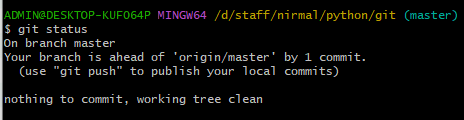 ADMIN@DESKTOP-KUFO64P MINGW64 /d/staff/nirmal/python/git (master)
$ git status
On branch master
Your branch is ahead of 'origin/master' by 1 commit.
  (use "git push" to publish your local commits)

nothing to commit, working tree clean